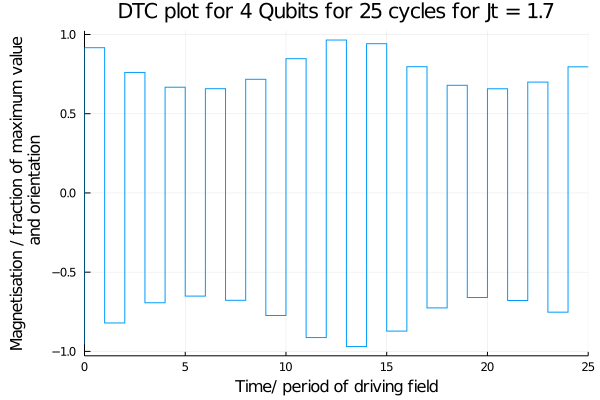 DTC plot for 4 Qubits for 25 cycles for Jt = 1.7
Magnetisation / fraction of maximum value
and orientation
1.0
0.5
0.0
−0.5
−1.0
0
5
10
15
20
25
Time/ period of driving field